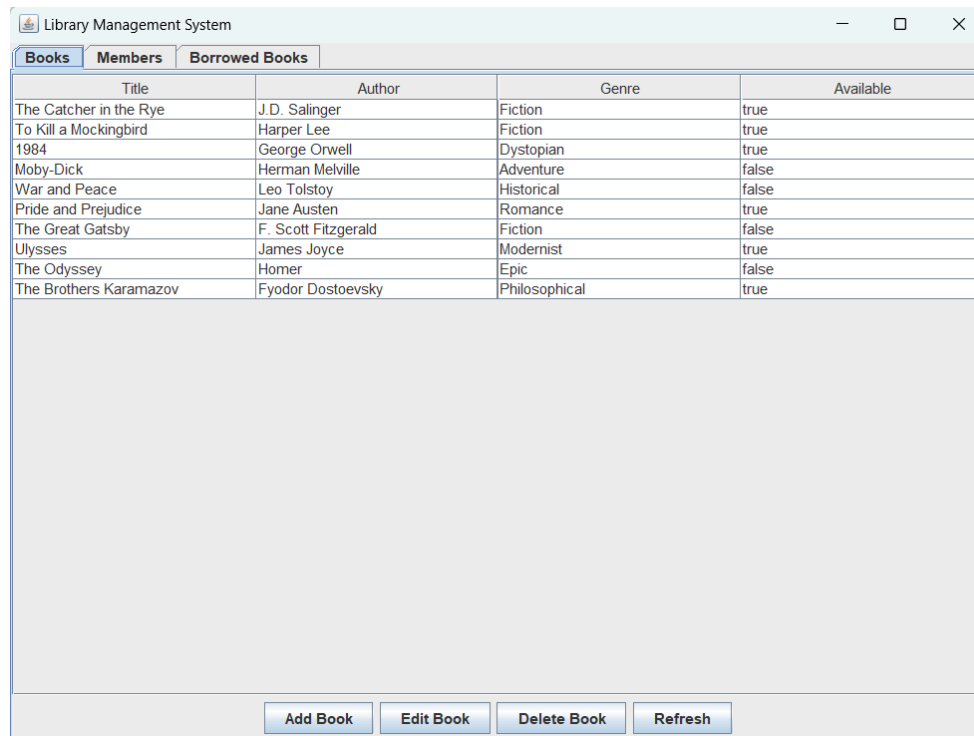 Library Management System
Books Members Borrowed Books
Title Author Genre Available
The Catcher in the Rye J.D. Salinger Fiction true
To Kill a Mockingbird Harper Lee Fiction true
1984 George Orwell Dystopian true
Moby-Dick Herman Melville Adventure false
War and Peace Leo Tolstoy Historical false
Pride and Prejudice Jane Austen Romance true
The Great Gatsby F. Scott Fitzgerald Fiction false
Ulysses James Joyce Modernist true
The Odyssey Homer Epic false
The Brothers Karamazov Fyodor Dostoevsky Philosophical true
Add Book Edit Book Delete Book Refresh